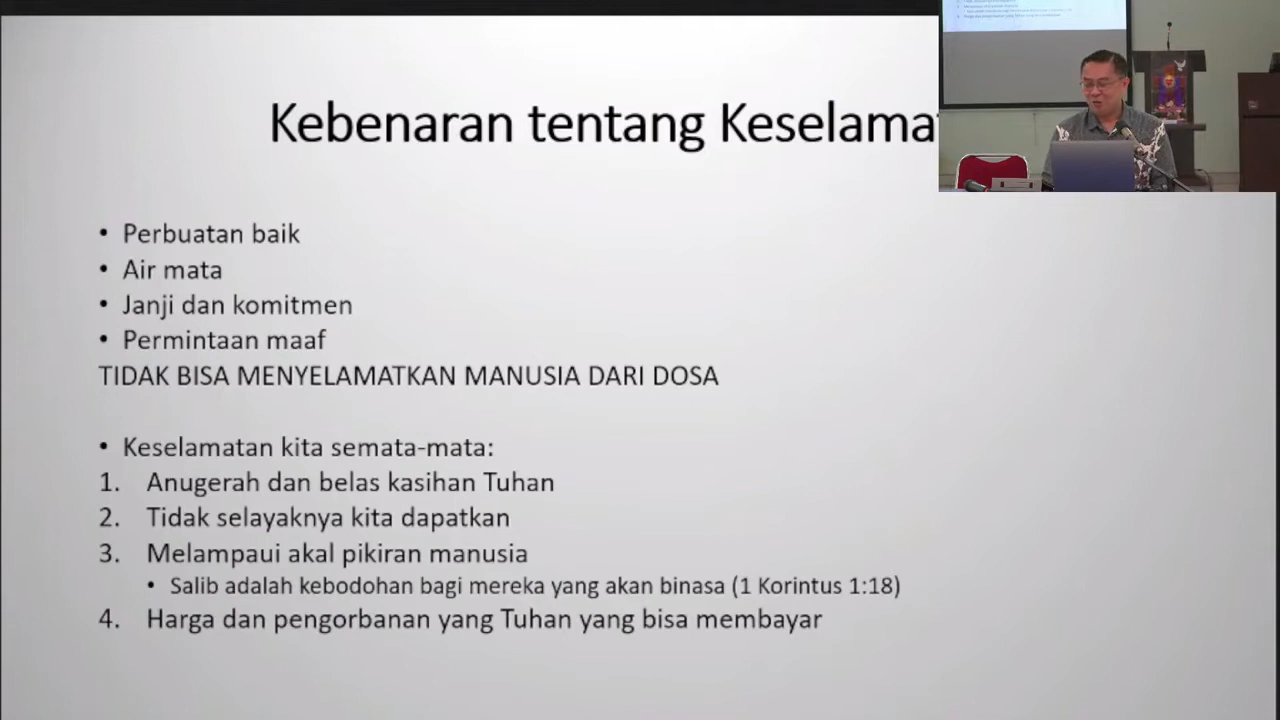 Kebenaran tentang Keselama
• Perbuatan baik
• Air mata
• Janji dan komitmen
• Permintaan maaf
TIDAK BISA MENYELAMATKAN MANUSIA DARI DOSA
• Keselamatan kita semata-mata:
1. Anugerah dan belas kasihan Tuhan
2. Tidak selayaknya kita dapatkan
3. Melampaui akal pikiran manusia
• Salib adalah kebodohan bagi mereka yang akan binasa (1 Korintus 1:18)
4. Harga dan pengorbanan yang Tuhan yang bisa membayar